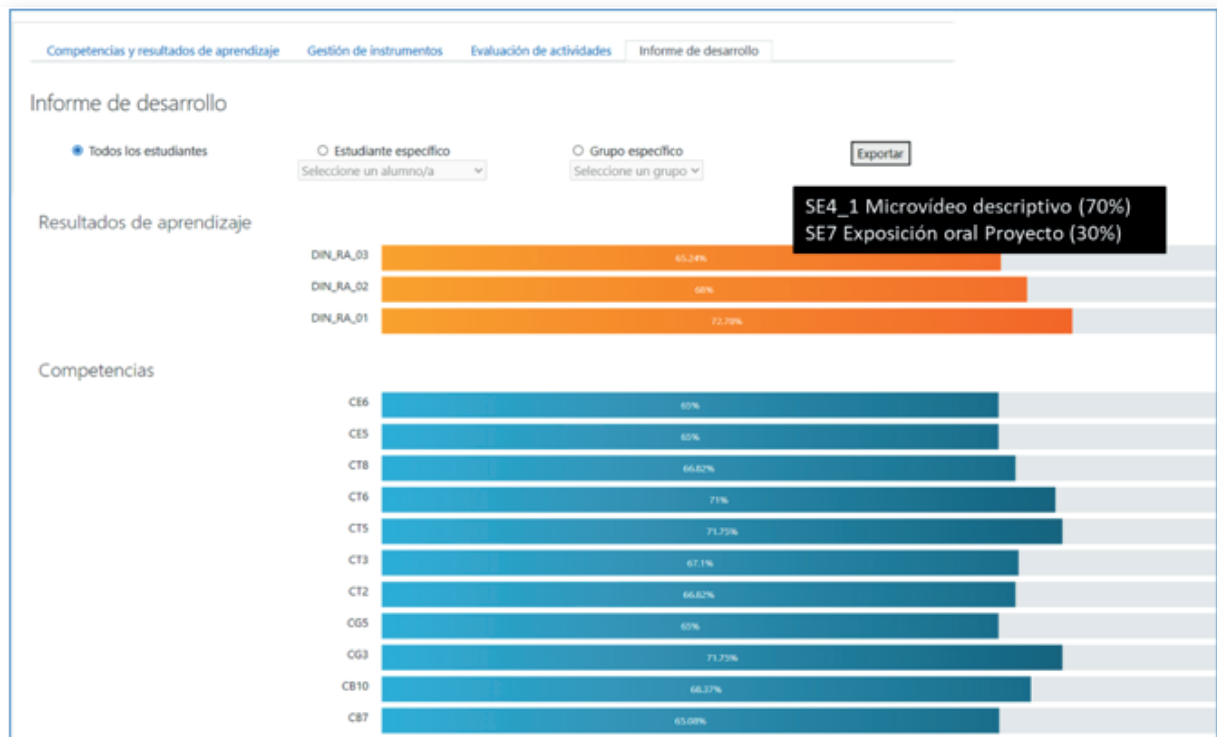 Competencias y resultados de aprendizaje Gestión de instrumentos Evaluación de actividades Informe de desarrollo
Informe de desarrollo
Todos los estudiantes Estudiante específico Grupo específico Exportar
Seleccione un alumno/a Seleccione un grupo
SE4_1 Microvídeo descriptivo (70%)
SE7 Exposición oral Proyecto (30%)
Resultados de aprendizaje
DIN_RA_03 65.24%
DIN_RA_02 68%
DIN_RA_01 72.78%
Competencias
CE6 65%
CE5 65%
CT8 66.82%
CT6 71%
CT5 71.75%
CT3 67.1%
CT2 66.82%
CG5 65%
CG3 71.75%
CB10 68.37%
CB7 65.08%